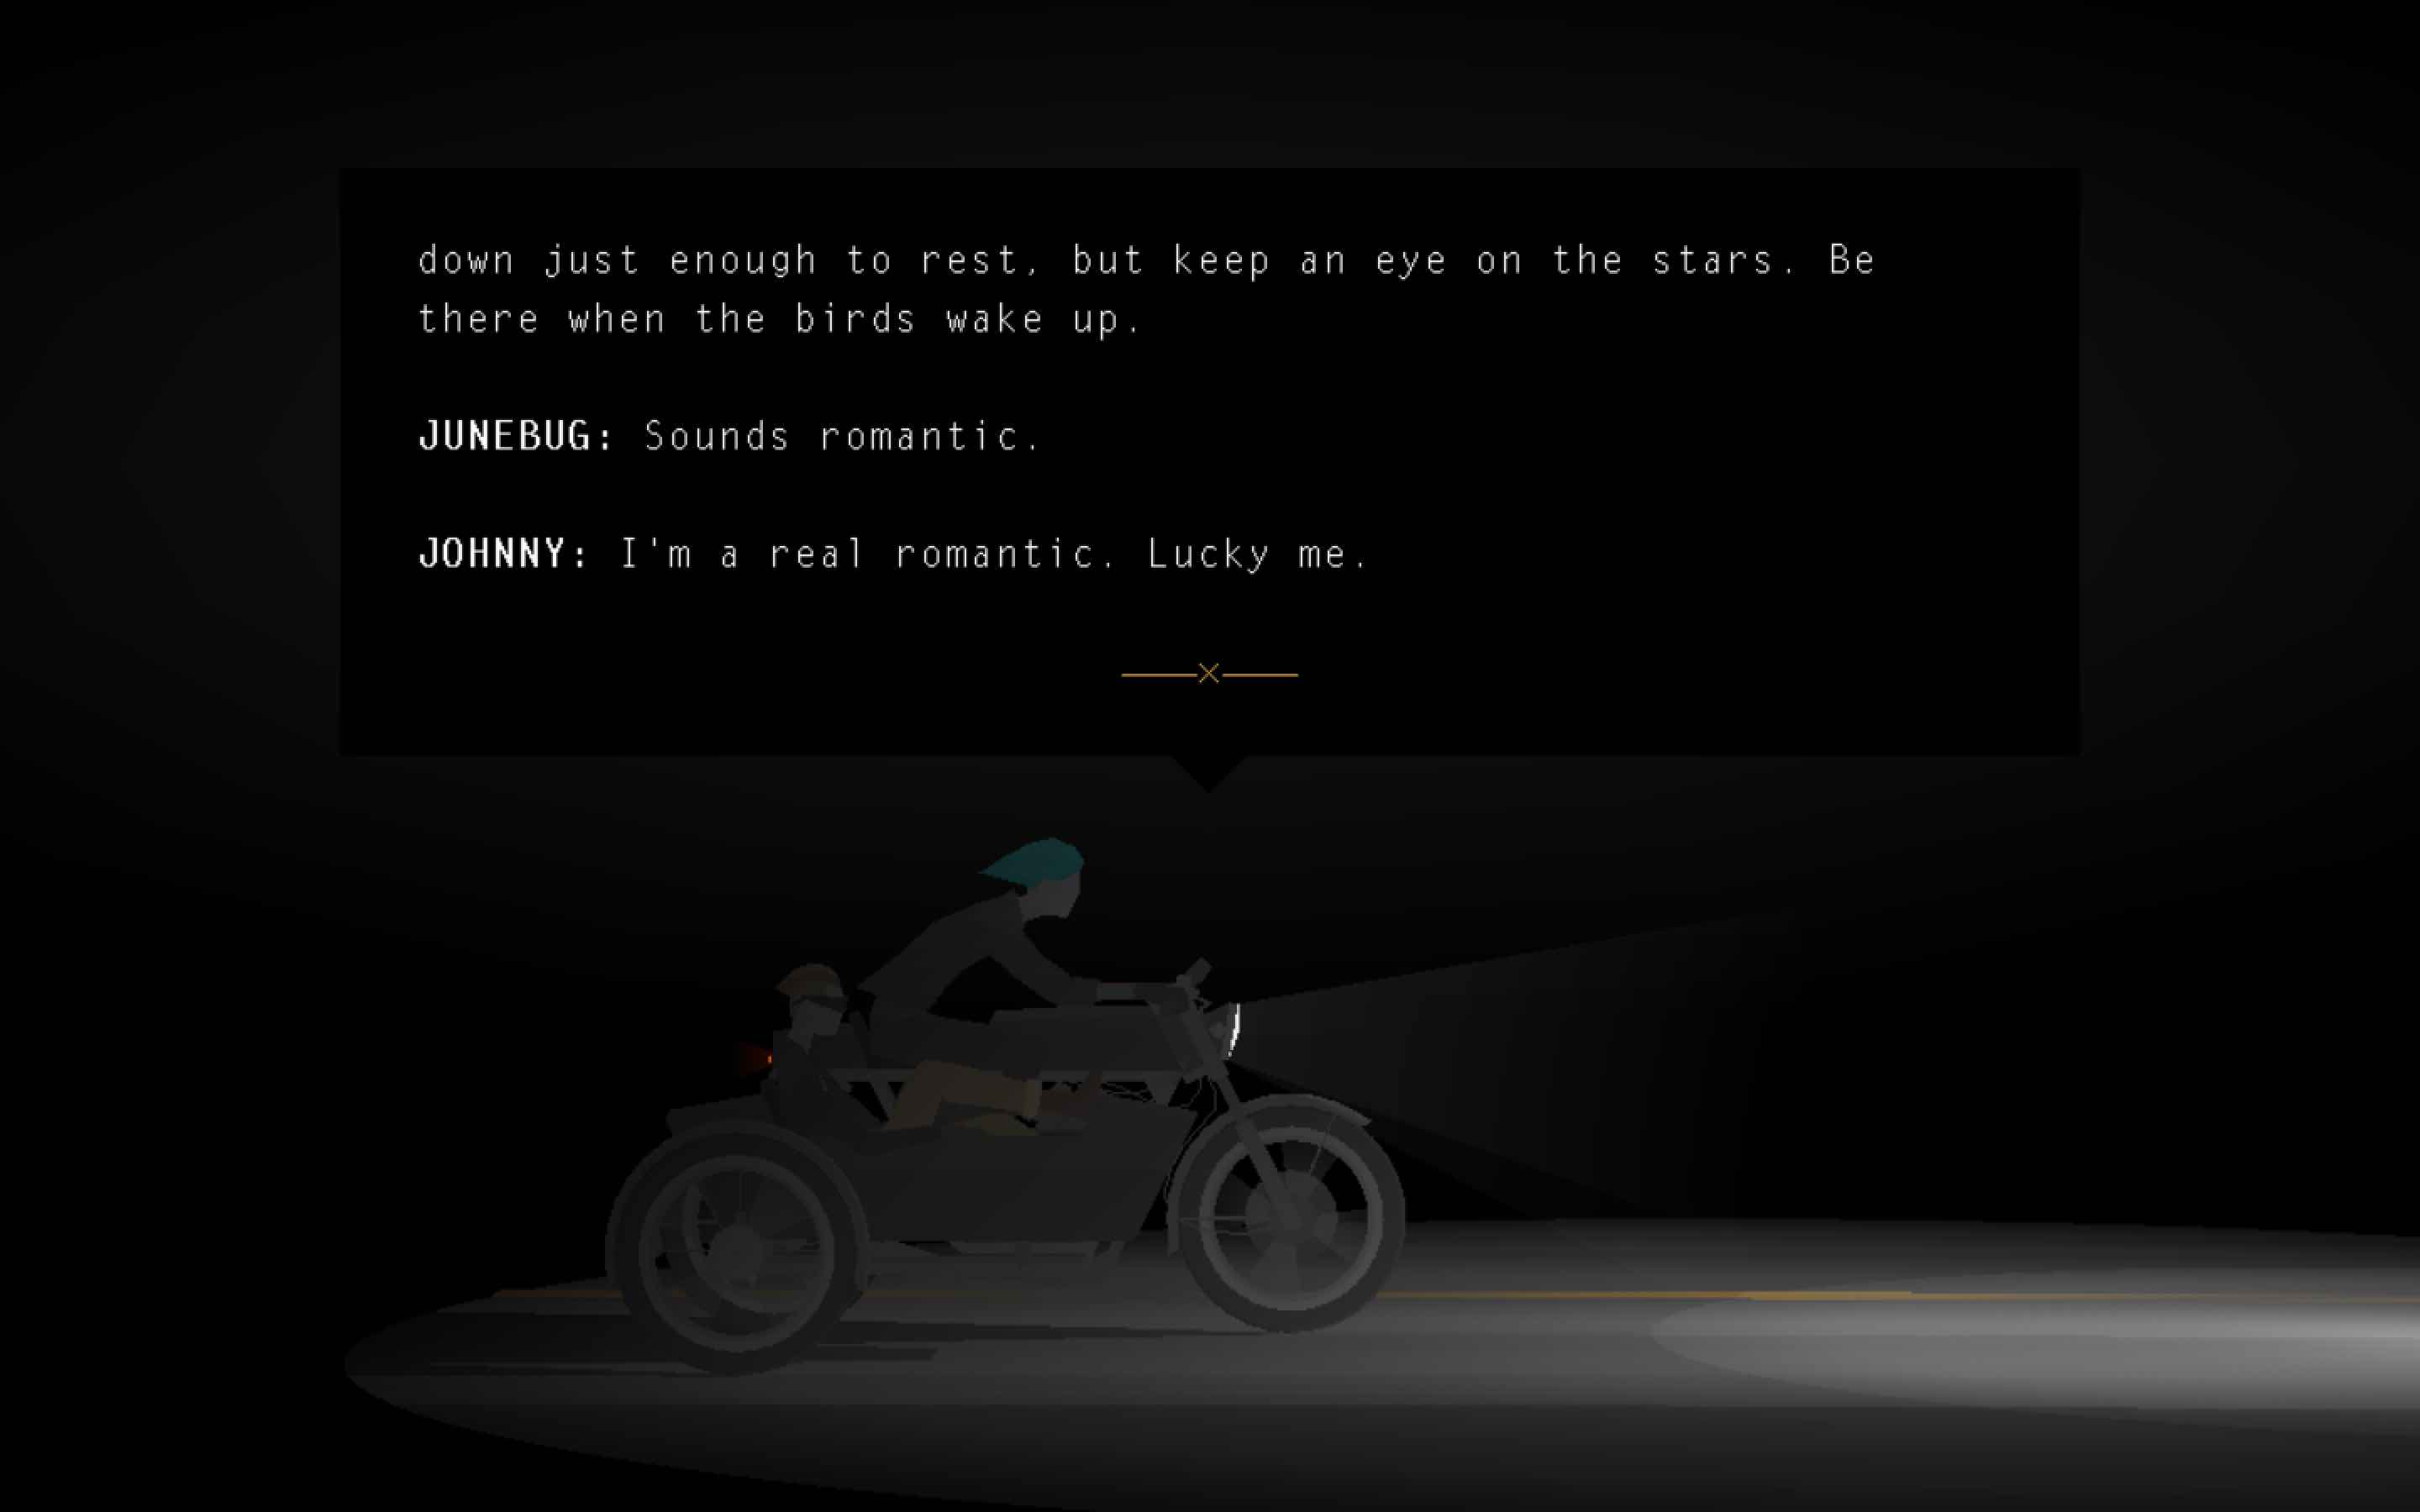 down just enough to rest, but keep an eye on the stars. Be
there when the birds wake up.
JUNEBUG: Sounds romantic.
JOHNNY: I'm a real romantic. Lucky me.